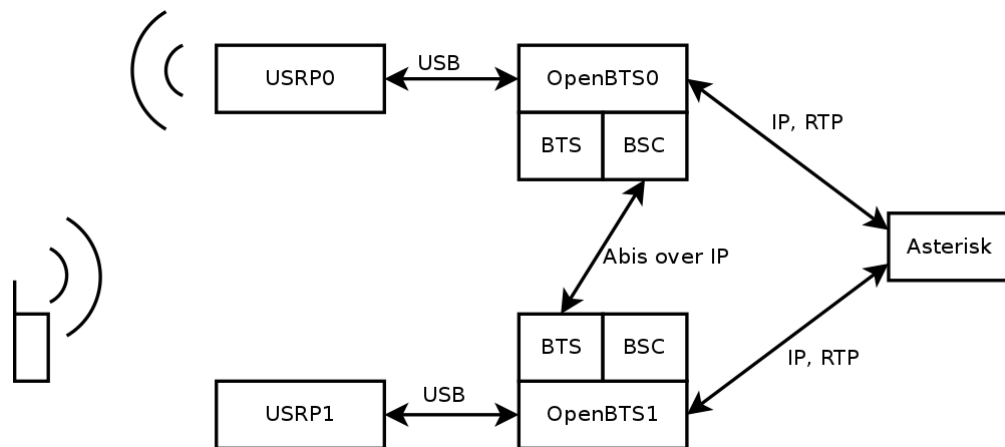 USRP0
USB
OpenBTS0
BTS
BSC
IP, RTP
Abis over IP
Asterisk
BTS
BSC
IP, RTP
USRP1
USB
OpenBTS1